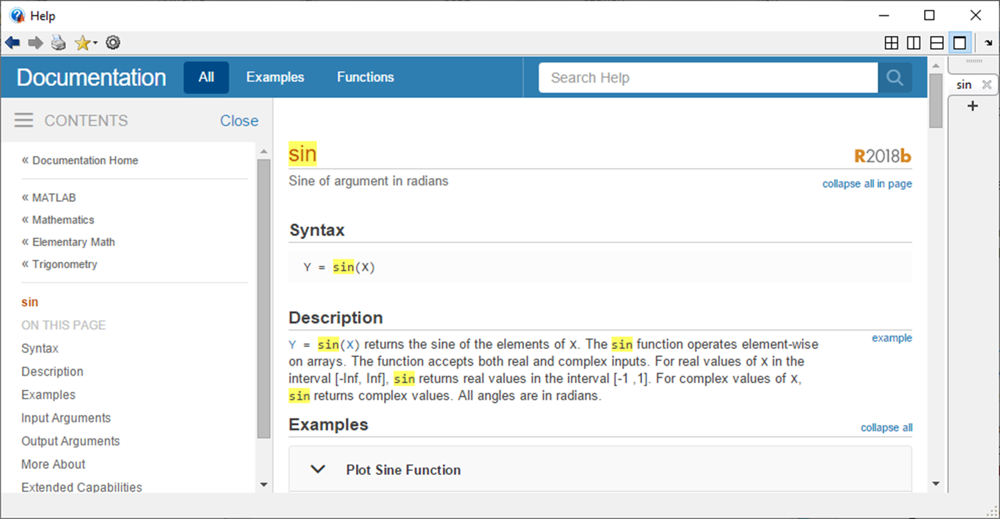 Help
Documentation All Examples Functions Search Help
sin
CONTENTS Close
« Documentation Home
« MATLAB
« Mathematics
« Elementary Math
« Trigonometry
sin
ON THIS PAGE
Syntax
Description
Examples
Input Arguments
Output Arguments
More About
Extended Capabilities
sin R2018b
Sine of argument in radians collapse all in page
Syntax
Y = sin(X)
Description
example
Y = sin(X) returns the sine of the elements of X. The sin function operates element-wise
on arrays. The function accepts both real and complex inputs. For real values of X in the
interval [-Inf, Inf], sin returns real values in the interval [-1 ,1]. For complex values of X,
sin returns complex values. All angles are in radians.
Examples collapse all
Plot Sine Function